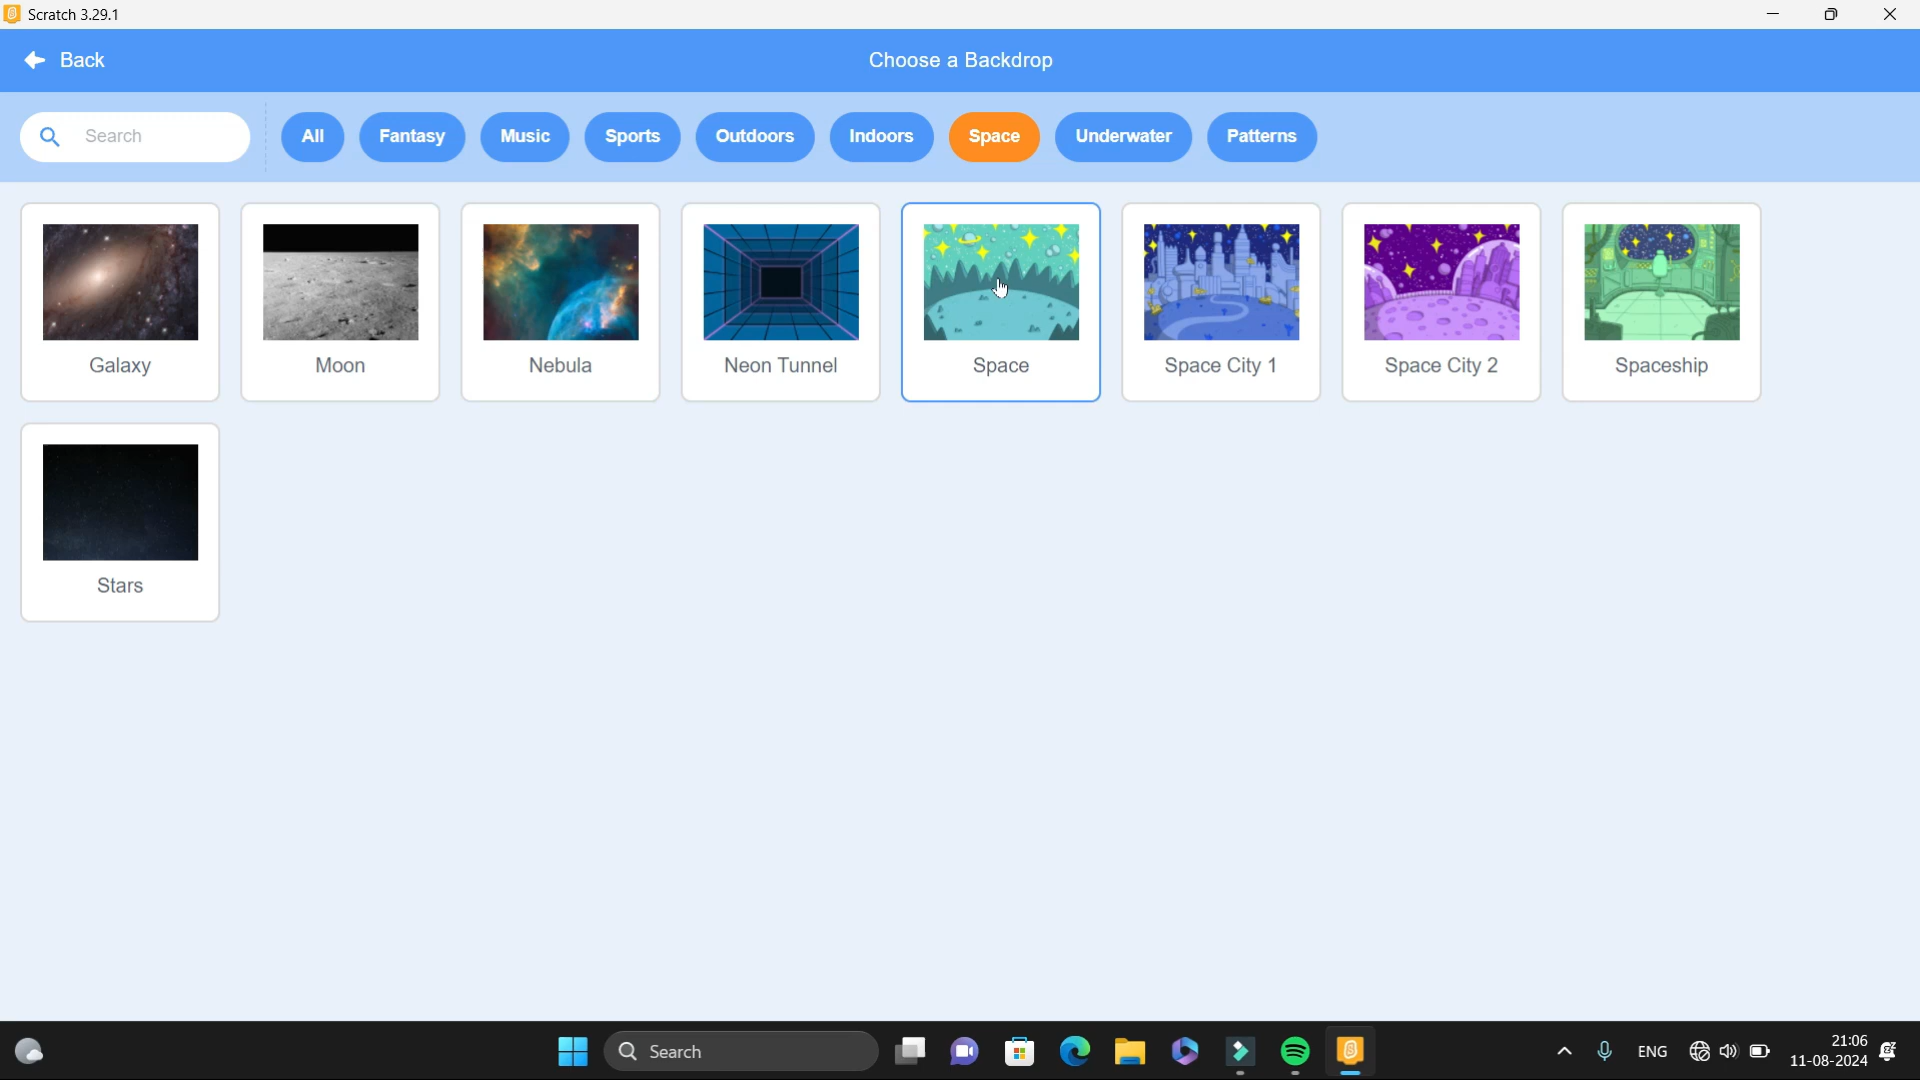 Scratch 3.29.1
Back
Choose a Backdrop
Search
All
Fantasy
Music
Sports
Outdoors
Indoors
Space
Underwater
Patterns
Galaxy
Moon
Nebula
Neon Tunnel
Space
Space City 1
Space City 2
Spaceship
Stars
Search
ENG
21:06
11-08-2024